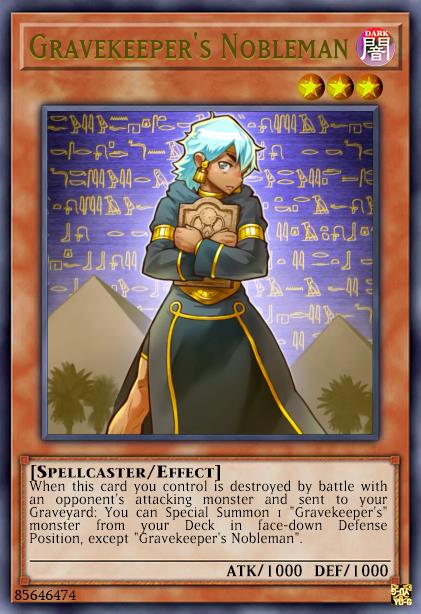 Gravekeeper's Nobleman
DARK
闇
[Spellcaster/Effect]
When this card you control is destroyed by battle with
an opponent's attacking monster and sent to your
Graveyard: You can Special Summon 1 "Gravekeeper's"
monster from your Deck in face-down Defense
Position, except "Gravekeeper's Nobleman".
ATK/1000 DEF/1000
85646474